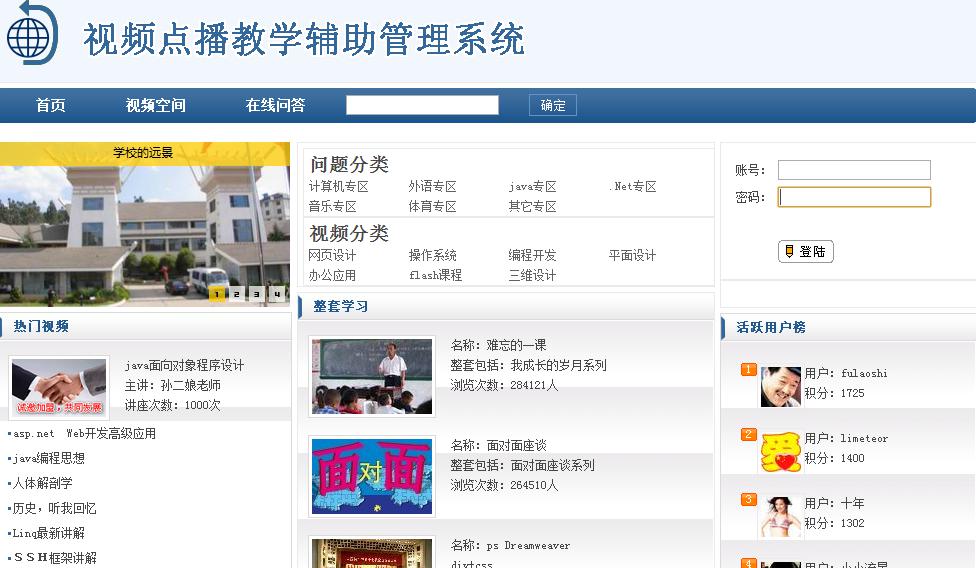 视频点播教学辅助管理系统
首页 视频空间 在线问答 确定
学校的远景
1 2 3 4
热门视频
诚邀加盟，共同发展
java面向对象程序设计
主讲：孙二娘老师
讲座次数：1000次
asp.net Web开发高级应用
java编程思想
人体解剖学
历史，听我回忆
Linq最新讲解
ＳＳＨ框架讲解
问题分类
计算机专区 外语专区 java专区 .Net专区
音乐专区 体育专区 其它专区
视频分类
网页设计 操作系统 编程开发 平面设计
办公应用 flash课程 三维设计
整套学习
名称：难忘的一课
整套包括：我成长的岁月系列
浏览次数：284121人
面对面
名称：面对面座谈
整套包括：面对面座谈系列
浏览次数：264510人
名称：ps Dreamweaver
divtcss
账号：
密码：
登陆
活跃用户榜
1
用户：fulaoshi
积分：1725
2
用户：limeteor
积分：1400
3
用户：十年
积分：1302
4
用户：小小流星